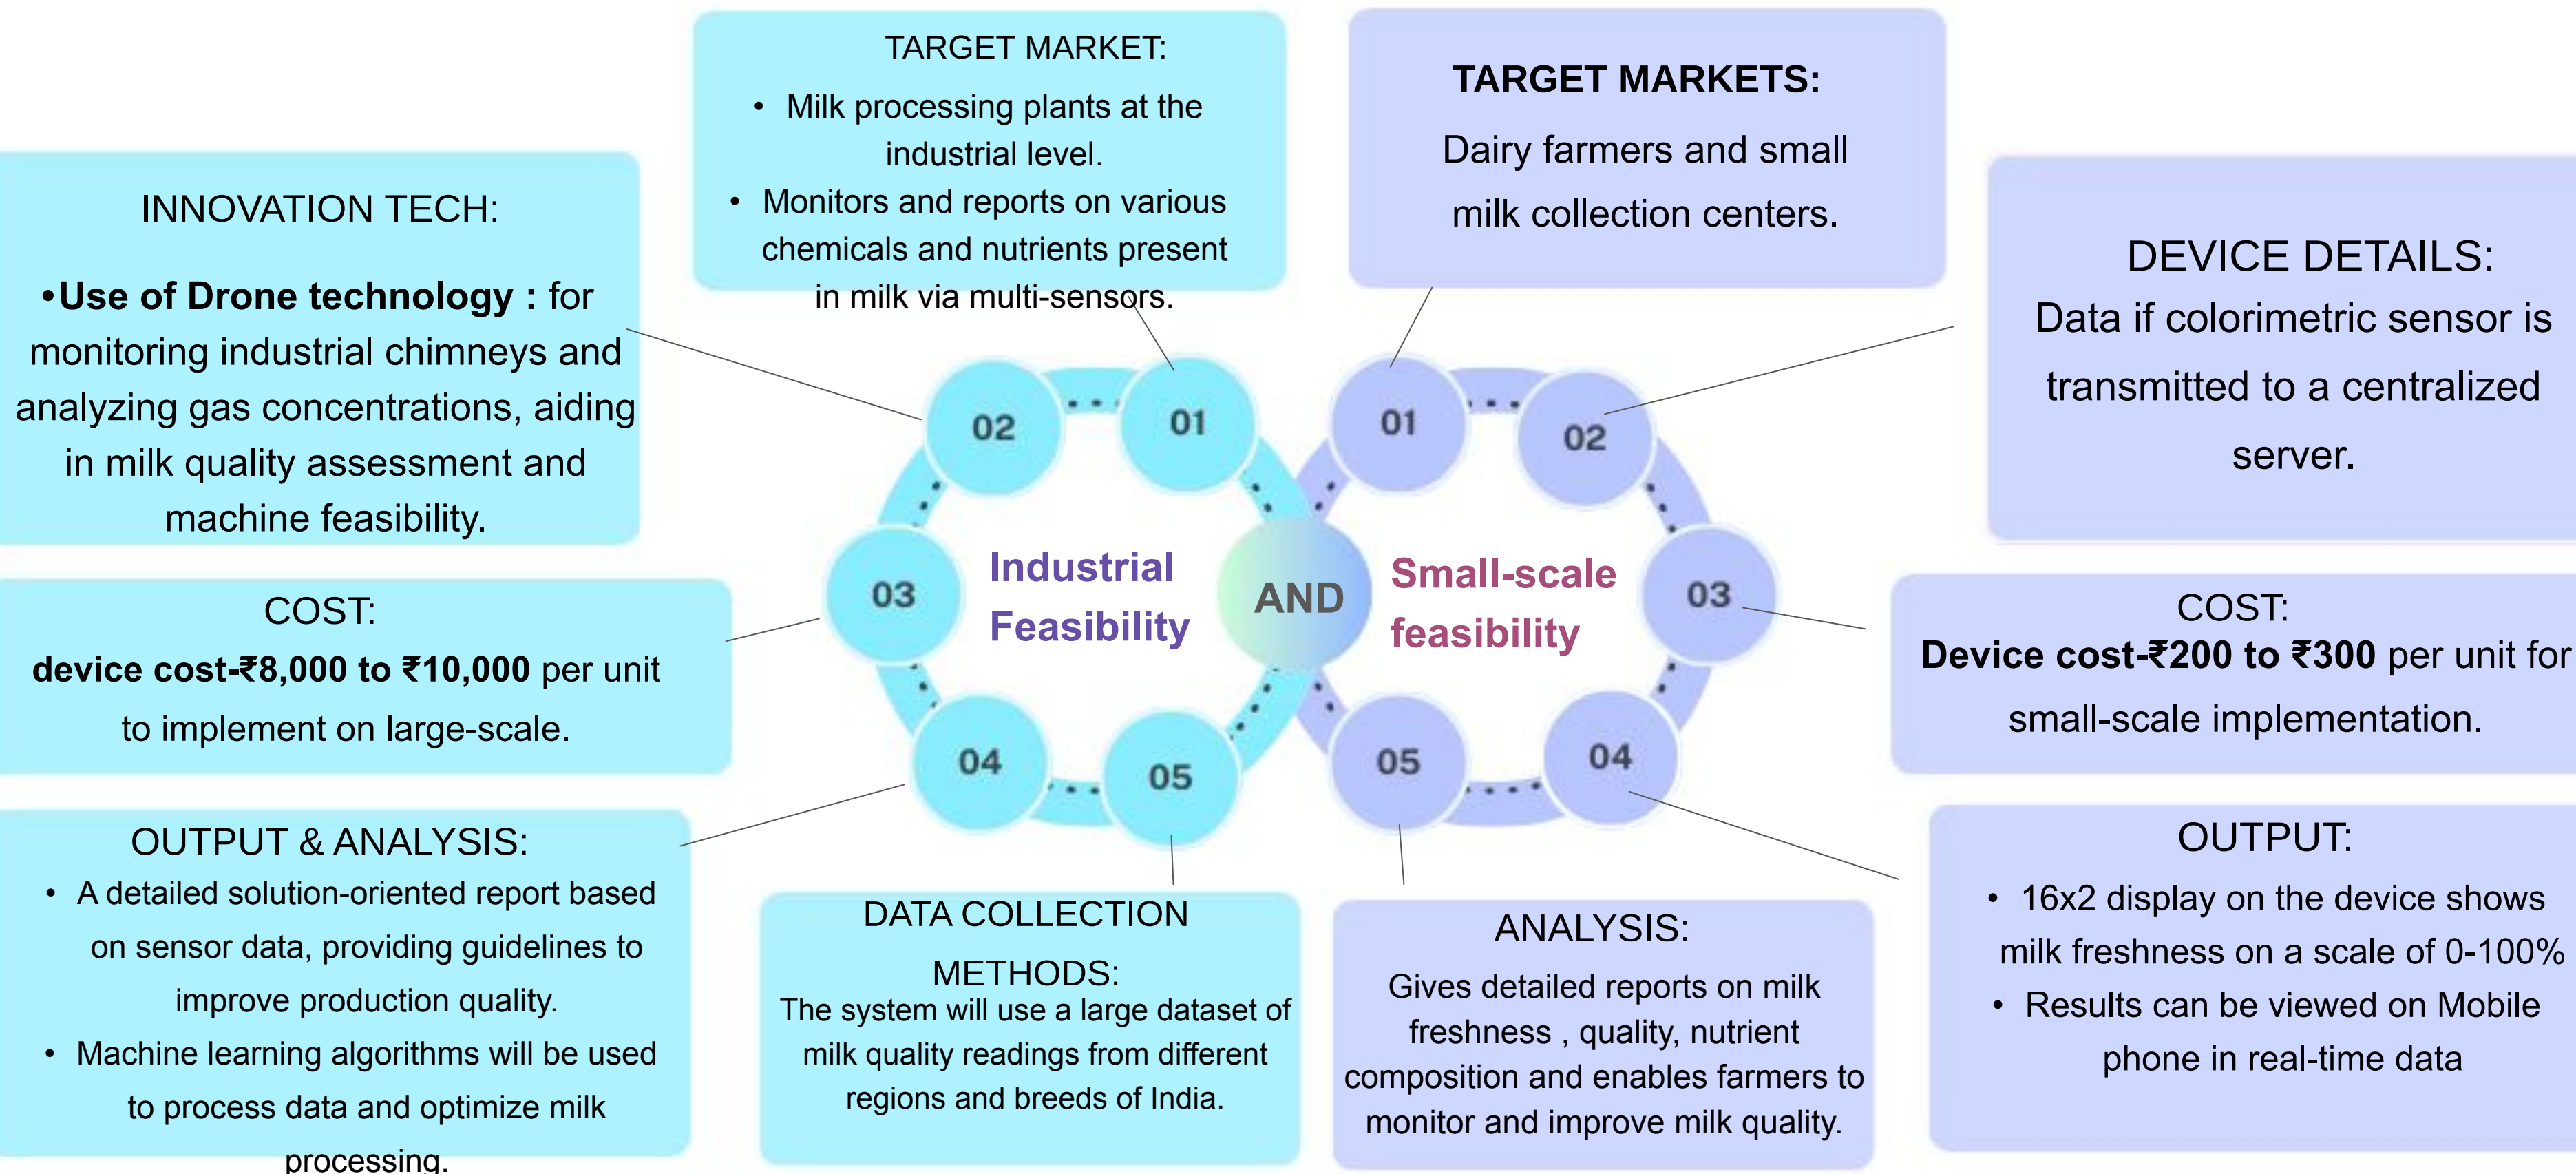 TARGET MARKET:
• Milk processing plants at the
industrial level.
• Monitors and reports on various
chemicals and nutrients present
in milk via multi-sensors.
TARGET MARKETS:
Dairy farmers and small
milk collection centers.
INNOVATION TECH:
•Use of Drone technology : for
monitoring industrial chimneys and
analyzing gas concentrations, aiding
in milk quality assessment and
machine feasibility.
DEVICE DETAILS:
Data if colorimetric sensor is
transmitted to a centralized
server.
02
01
01
02
03
Industrial
Feasibility
AND
Small-scale
feasibility
03
04
05
05
04
COST:
device cost-₹8,000 to ₹10,000 per unit
to implement on large-scale.
COST:
Device cost-₹200 to ₹300 per unit for
small-scale implementation.
OUTPUT & ANALYSIS:
• A detailed solution-oriented report based
on sensor data, providing guidelines to
improve production quality.
• Machine learning algorithms will be used
to process data and optimize milk
processing.
DATA COLLECTION
METHODS:
The system will use a large dataset of
milk quality readings from different
regions and breeds of India.
ANALYSIS:
Gives detailed reports on milk
freshness , quality, nutrient
composition and enables farmers to
monitor and improve milk quality.
OUTPUT:
• 16x2 display on the device shows
milk freshness on a scale of 0-100%
• Results can be viewed on Mobile
phone in real-time data